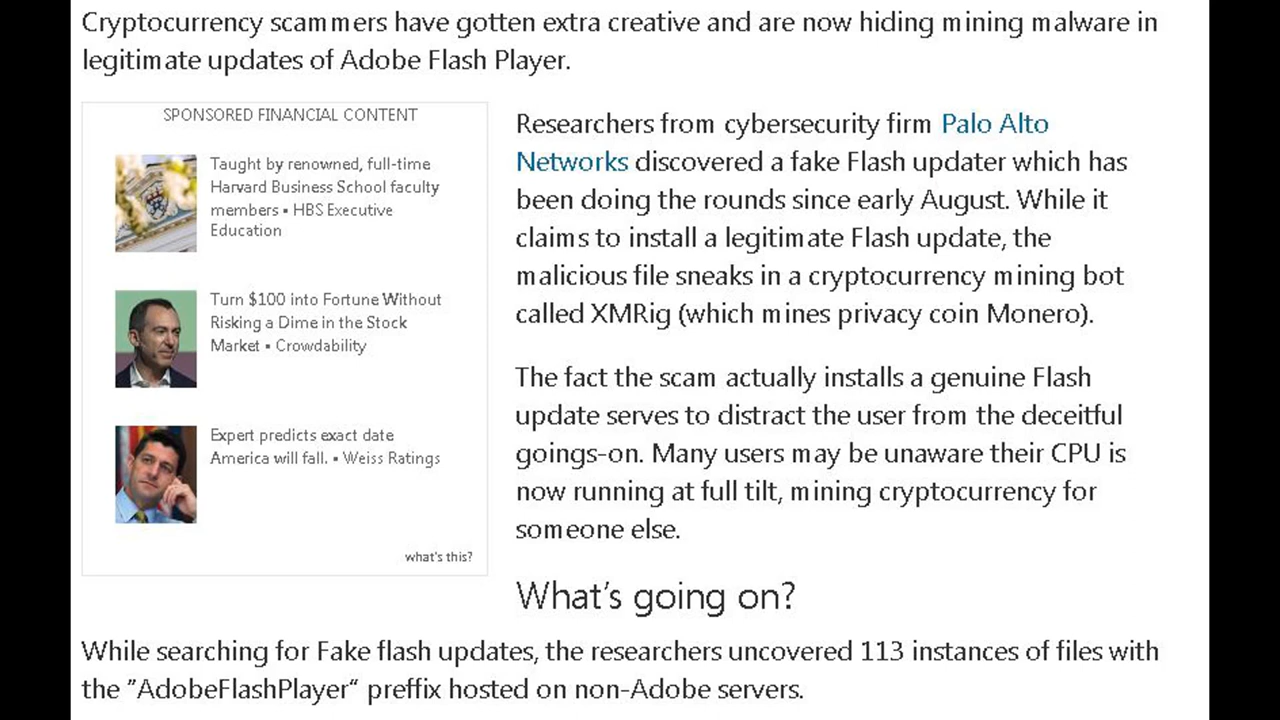 Cryptocurrency scammers have gotten extra creative and are now hiding mining malware in
legitimate updates of Adobe Flash Player.
SPONSORED FINANCIAL CONTENT
Taught by renowned, full-time
Harvard Business School faculty
members ▪ HBS Executive
Education
Turn $100 into Fortune Without
Risking a Dime in the Stock
Market ▪ Crowdability
Expert predicts exact date
America will fall. ▪ Weiss Ratings
what's this?
Researchers from cybersecurity firm Palo Alto
Networks discovered a fake Flash updater which has
been doing the rounds since early August. While it
claims to install a legitimate Flash update, the
malicious file sneaks in a cryptocurrency mining bot
called XMRig (which mines privacy coin Monero).
The fact the scam actually installs a genuine Flash
update serves to distract the user from the deceitful
goings-on. Many users may be unaware their CPU is
now running at full tilt, mining cryptocurrency for
someone else.
What's going on?
While searching for Fake flash updates, the researchers uncovered 113 instances of files with
the "AdobeFlashPlayer" preffix hosted on non-Adobe servers.